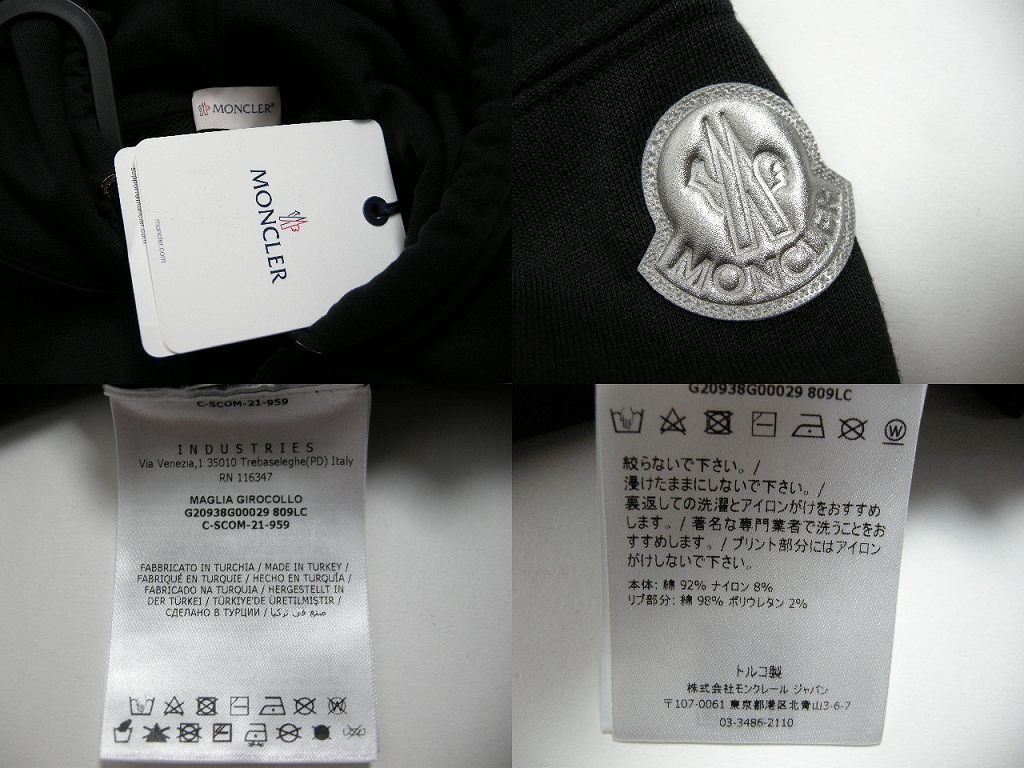 MONCLER
MONCLER
supportamoncler.com
moncler.com
MONCLER
C-SCOM-21-959
INDUSTRIES
Via Venezia,1 35010 Trebaseleghe(PD) Italy
RN 116347
MAGLIA GIROCOLLO
G20938G00029 809LC
C-SCOM-21-959
FABBRICATO IN TURCHIA / MADE IN TURKEY /
FABRIQUÉ EN TURQUIE / HECHO EN TURQUÍA /
FABRICADO NA TURQUIA / HERGESTELLT IN
DER TÜRKEI / TÜRKIYE'DE ÜRETILMIŞTIR /
СДЕЛАНО В ТУРЦИИ / صنع في تركيا
G20938G00029 809LC
W
絞らないで下さい。/
浸けたままにしないで下さい。/
裏返しての洗濯とアイロンがけをおすすめ
します。/ 著名な専門業者で洗うことをお
すすめします。/ プリント部分にはアイロン
がけしないで下さい。
本体: 綿 92% ナイロン 8%
リブ部分: 綿 98% ポリウレタン 2%
トルコ製
株式会社モンクレール ジャパン
〒107-0061 東京都港区北青山3-6-7
03-3486-2110